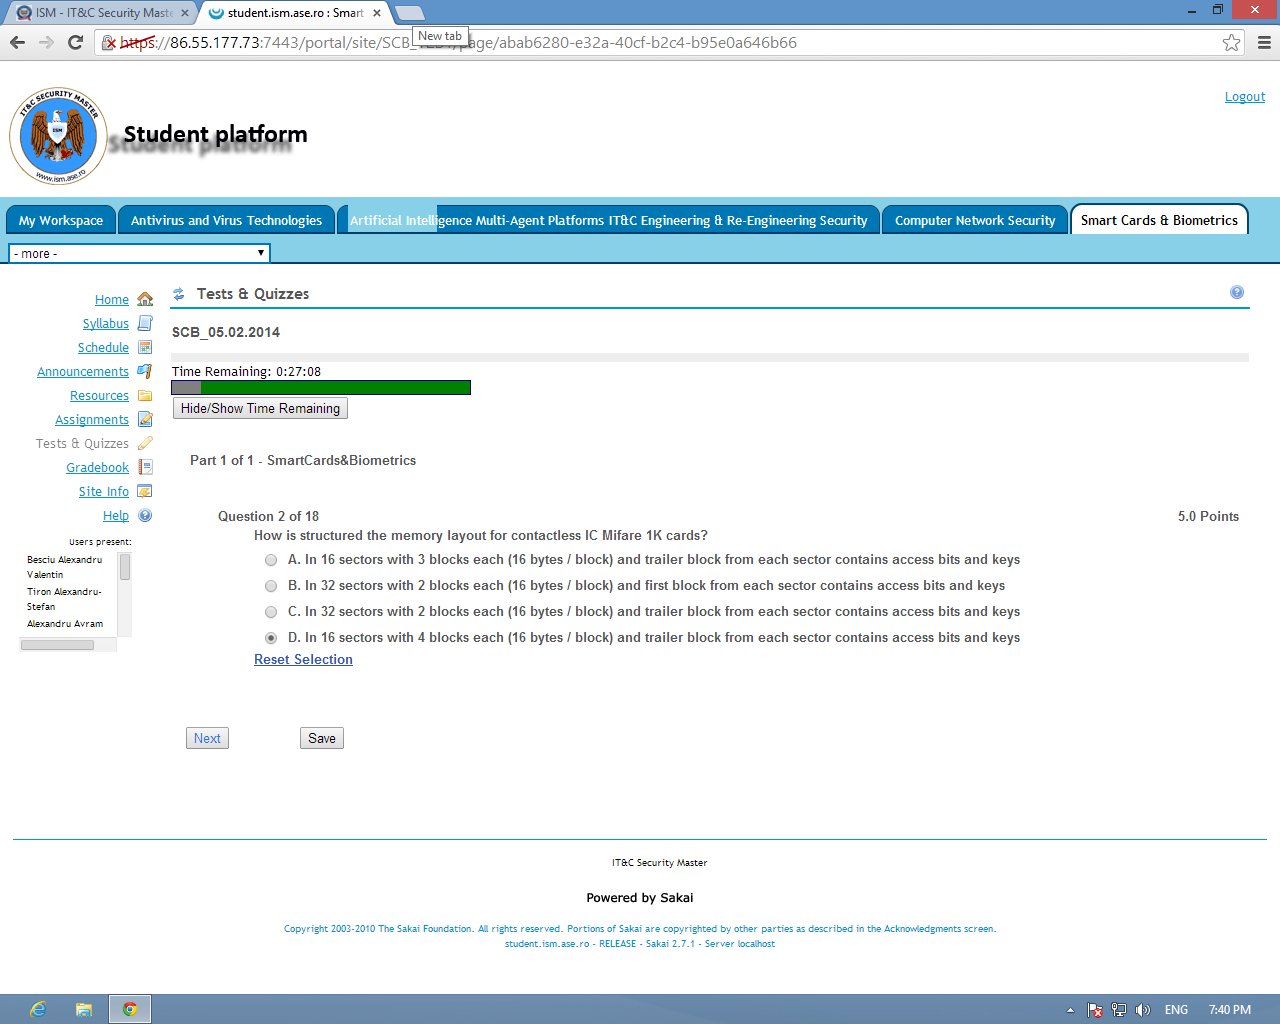 ISM - IT&C Security Maste
student.ism.ase.ro : Smart
New tab
https://86.55.177.73:7443/portal/site/SCB_ /page/abab6280-e32a-40cf-b2c4-b95e0a646b66
IT&C SECURITY MASTER
ISM
www.ism.ase.ro
Student platform
Logout
My Workspace
Antivirus and Virus Technologies
Artificial Intelligence Multi-Agent Platforms IT&C Engineering & Re-Engineering Security
Computer Network Security
Smart Cards & Biometrics
- more -
Home
Syllabus
Schedule
Announcements
Resources
Assignments
Tests & Quizzes
Gradebook
Site Info
Help
Users present:
Besciu Alexandru
Valentin
Tiron Alexandru-
Stefan
Alexandru Avram
Tests & Quizzes
SCB_05.02.2014
Time Remaining: 0:27:08
Hide/Show Time Remaining
Part 1 of 1 - SmartCards&Biometrics
Question 2 of 18
5.0 Points
How is structured the memory layout for contactless IC Mifare 1K cards?
A. In 16 sectors with 3 blocks each (16 bytes / block) and trailer block from each sector contains access bits and keys
B. In 32 sectors with 2 blocks each (16 bytes / block) and first block from each sector contains access bits and keys
C. In 32 sectors with 2 blocks each (16 bytes / block) and trailer block from each sector contains access bits and keys
D. In 16 sectors with 4 blocks each (16 bytes / block) and trailer block from each sector contains access bits and keys
Reset Selection
Next
Save
IT&C Security Master
Powered by Sakai
Copyright 2003-2010 The Sakai Foundation. All rights reserved. Portions of Sakai are copyrighted by other parties as described in the Acknowledgments screen.
student.ism.ase.ro - RELEASE - Sakai 2.7.1 - Server localhost
ENG
7:40 PM